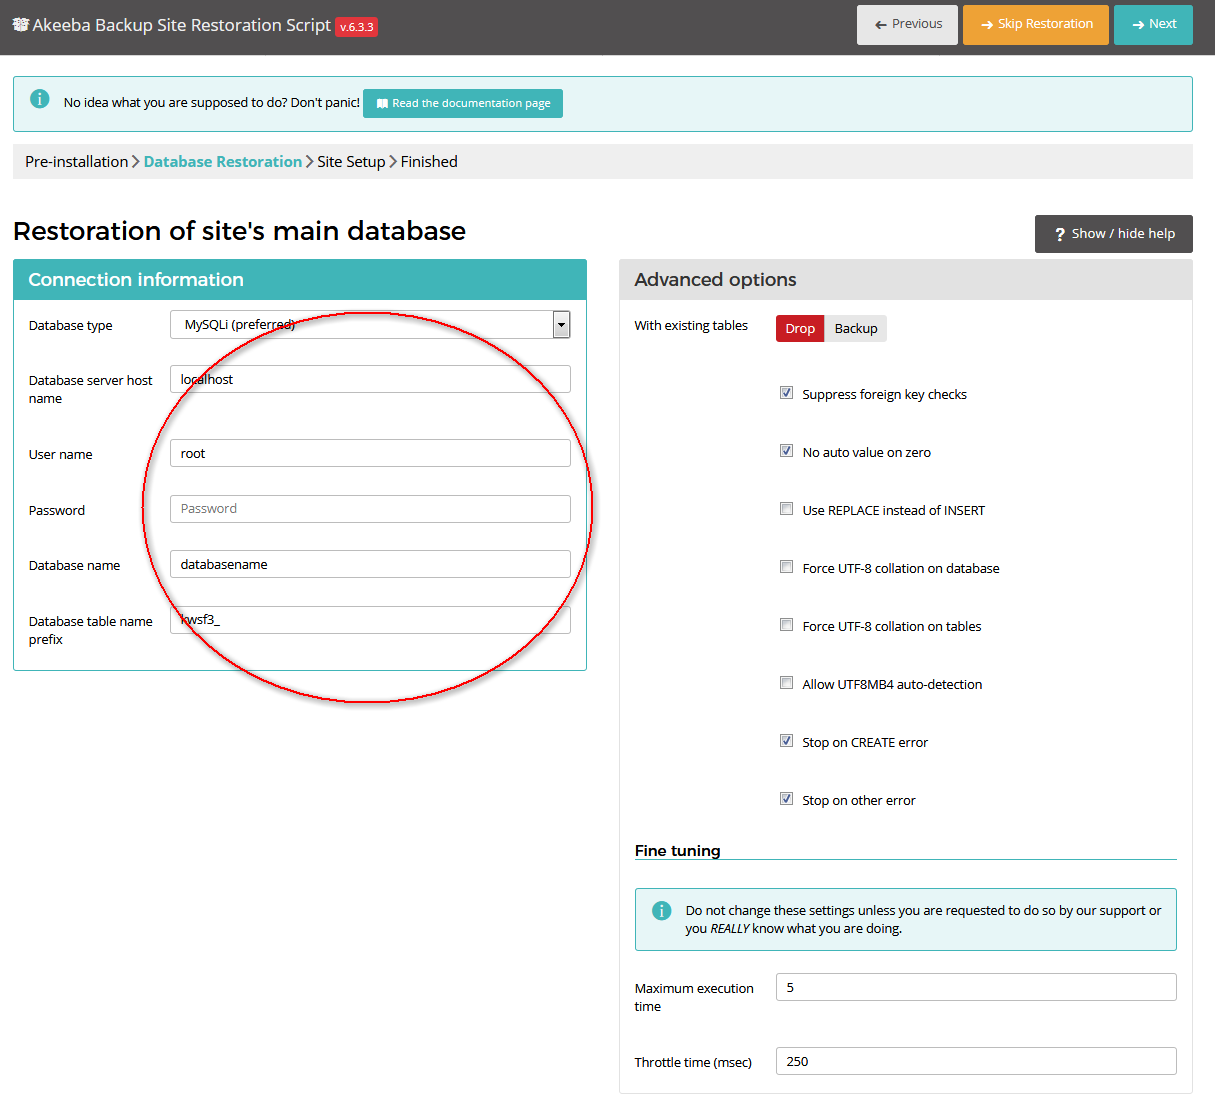 Akeeba Backup Site Restoration Script v.6.3.3
Previous
Skip Restoration
Next
No idea what you are supposed to do? Don't panic! Read the documentation page
Pre-installation Database Restoration Site Setup Finished
Restoration of site's main database
? Show / hide help
Connection information
Database type
MySQLi (preferred)
Database server host
name
localhost
User name
root
Password
Password
Database name
databasename
Database table name
prefix
kwsf3_
Advanced options
With existing tables
Drop Backup
Suppress foreign key checks
No auto value on zero
Use REPLACE instead of INSERT
Force UTF-8 collation on database
Force UTF-8 collation on tables
Allow UTF8MB4 auto-detection
Stop on CREATE error
Stop on other error
Fine tuning
Do not change these settings unless you are requested to do so by our support or
you REALLY know what you are doing.
Maximum execution
time
5
Throttle time (msec)
250